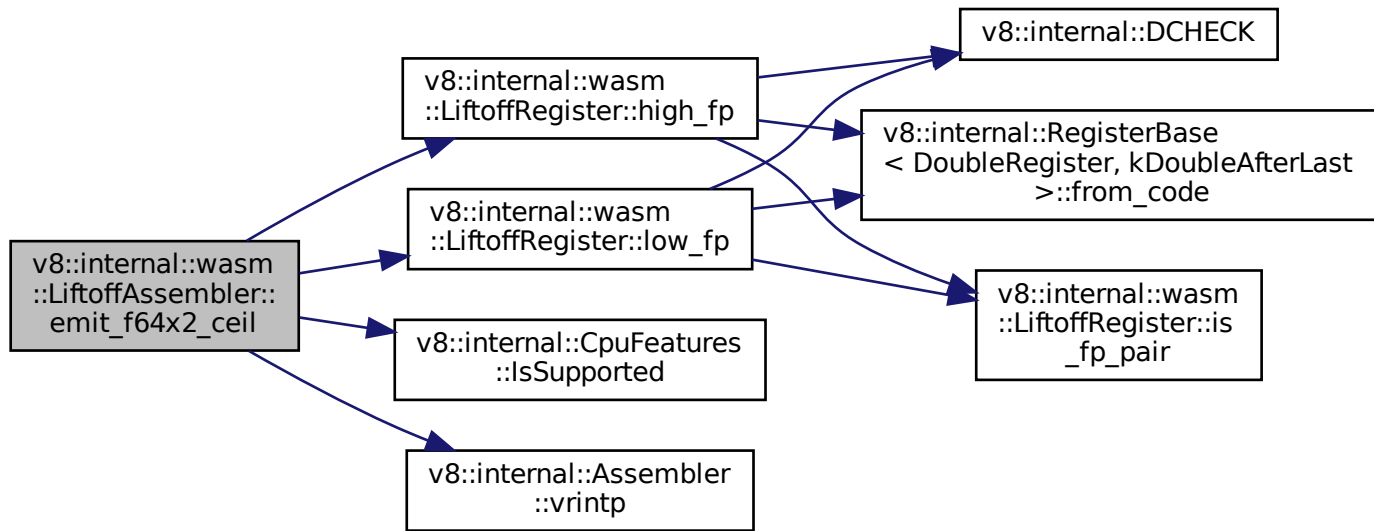 v8::internal::wasm
::LiftoffAssembler::
emit_f64x2_ceil
v8::internal::wasm
::LiftoffRegister::high_fp
v8::internal::wasm
::LiftoffRegister::low_fp
v8::internal::CpuFeatures
::IsSupported
v8::internal::Assembler
::vrintp
v8::internal::DCHECK
v8::internal::RegisterBase
< DoubleRegister, kDoubleAfterLast
>::from_code
v8::internal::wasm
::LiftoffRegister::is
_fp_pair